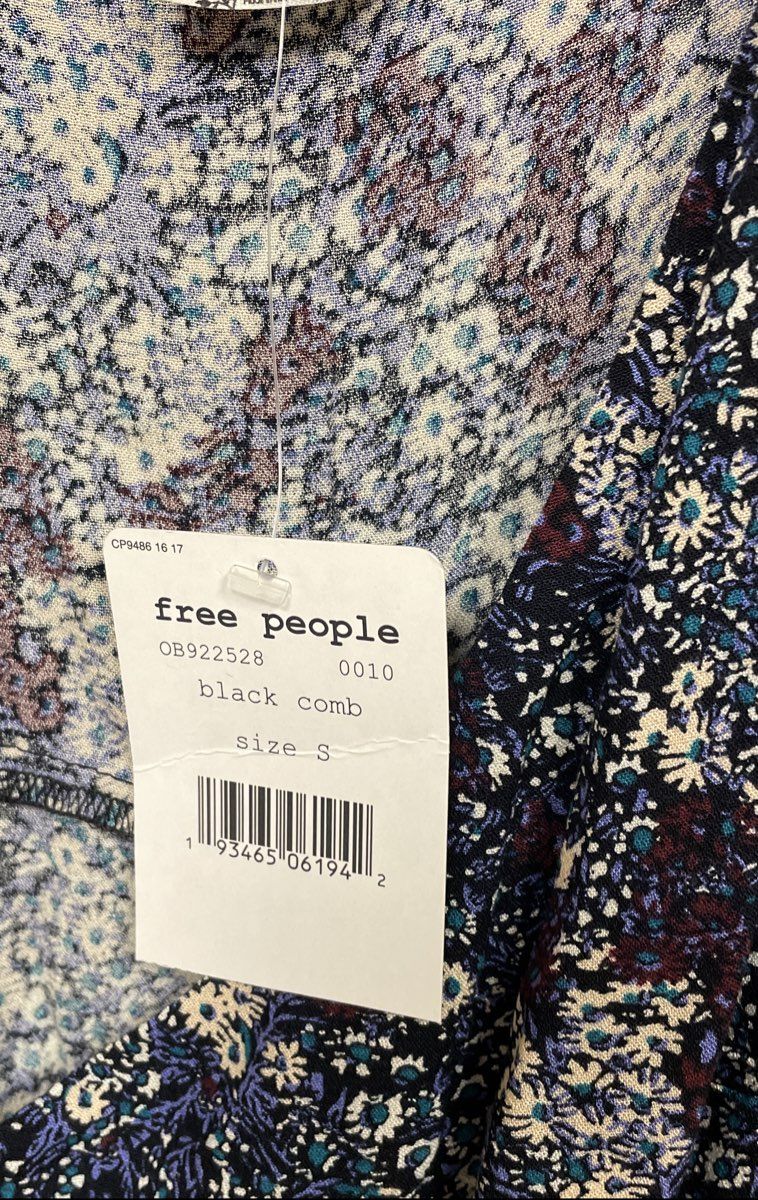 CP9486 16 17
free people
OB922528 0010
black comb
size S
1 93465 06194 2